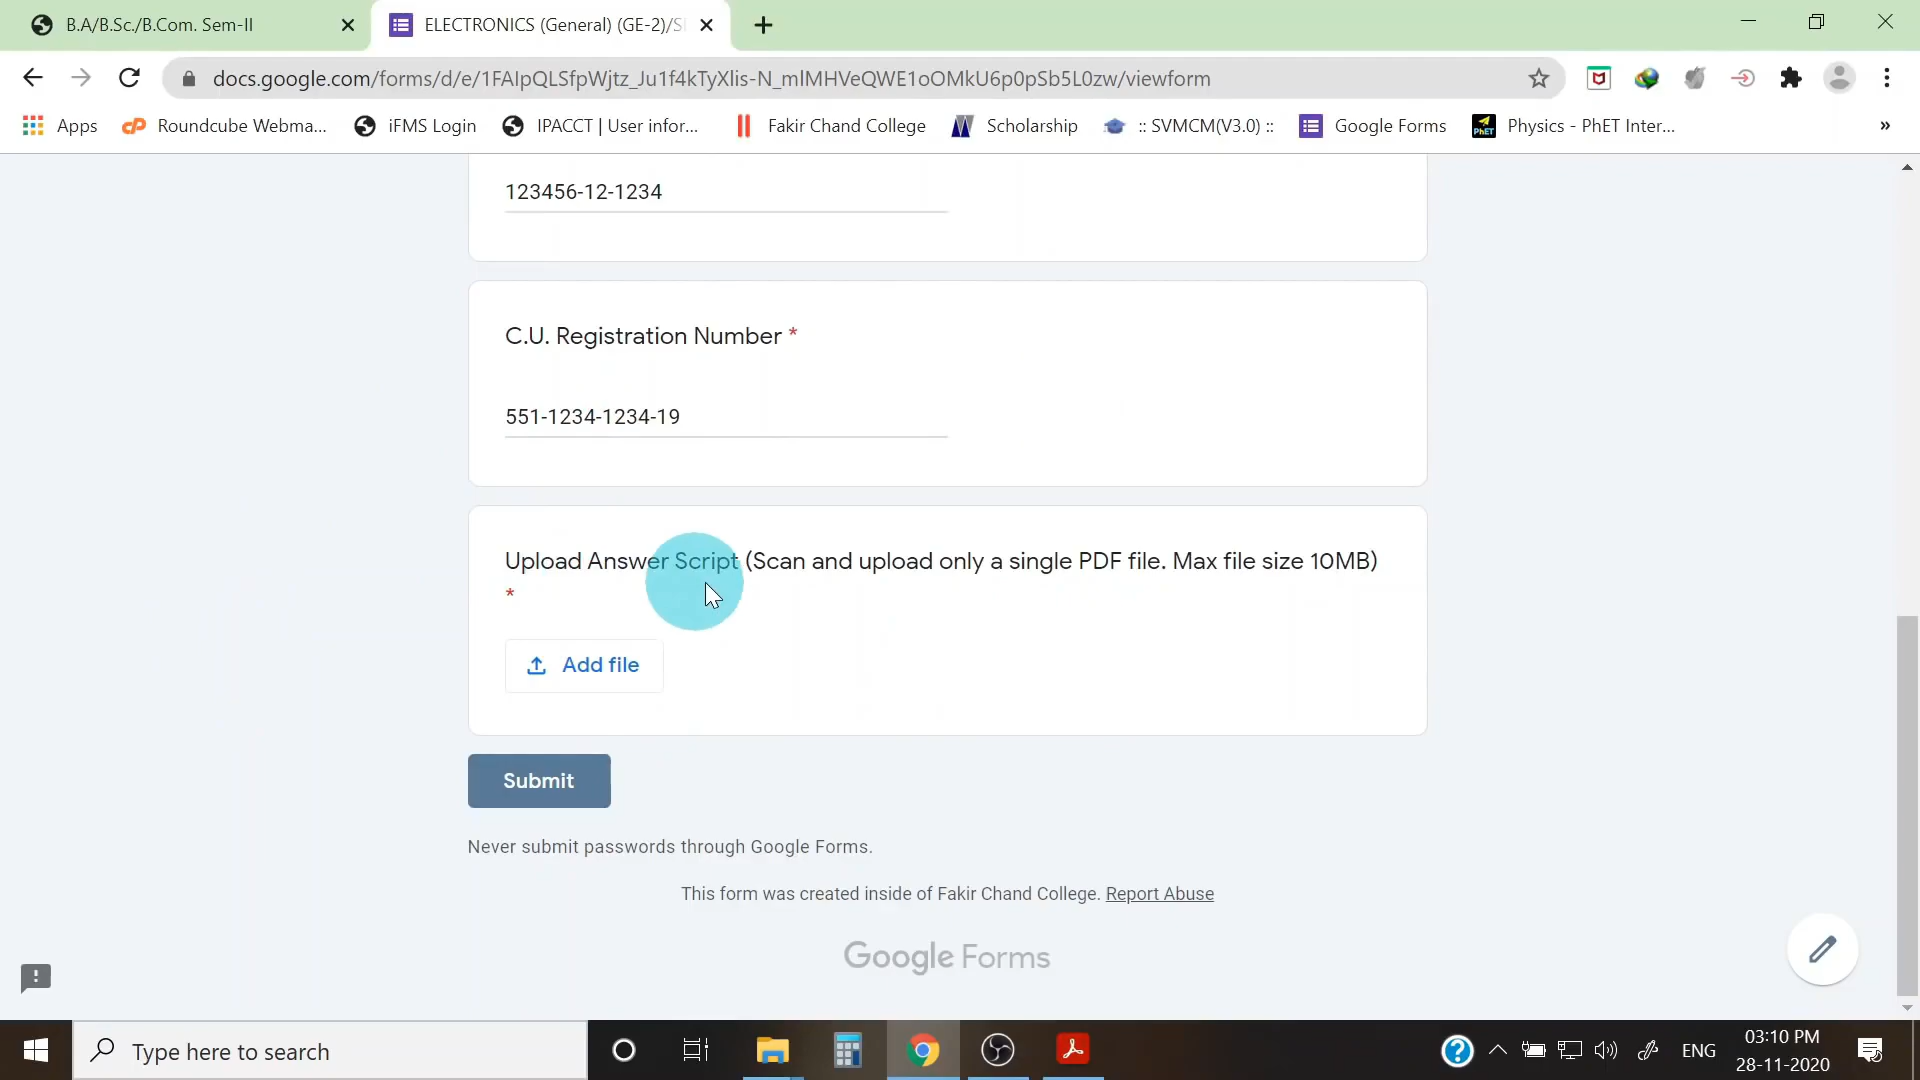 B.A/B.Sc./B.Com. Sem-II
ELECTRONICS (General) (GE-2)/S
docs.google.com/forms/d/e/1FAIpQLSfpWjtz_Ju1f4kTyXlis-N_mlMHVeQWE1oOMkU6p0pSb5L0zw/viewform
Apps Roundcube Webma... iFMS Login IPACCT | User infor... Fakir Chand College Scholarship :: SVMCM(V3.0) :: Google Forms PhET Physics - PhET Inter... »
123456-12-1234
C.U. Registration Number *
551-1234-1234-19
Upload Answer Script (Scan and upload only a single PDF file. Max file size 10MB)
*
Add file
Submit
Never submit passwords through Google Forms.
This form was created inside of Fakir Chand College. Report Abuse
Google Forms
Type here to search
ENG
03:10 PM
28-11-2020